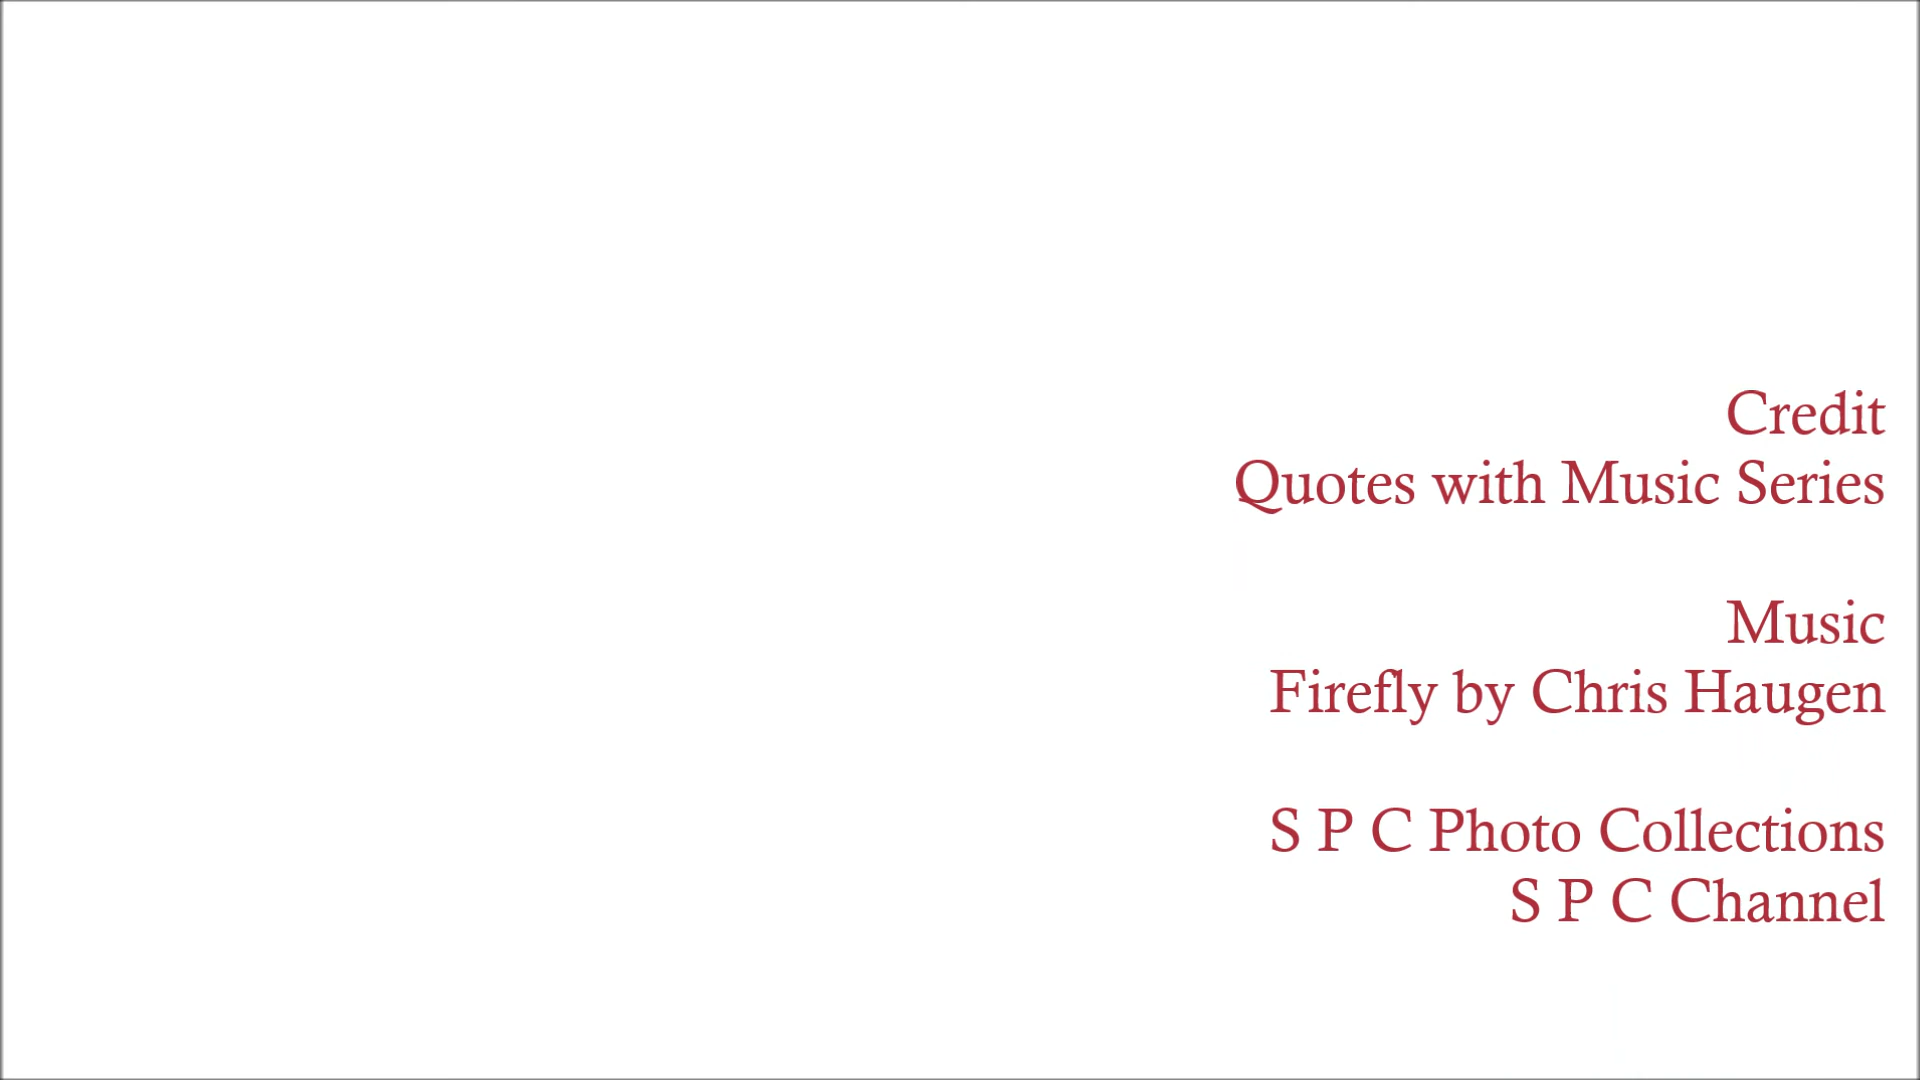 Credit
Quotes with Music Series
Music
Firefly by Chris Haugen
S P C Photo Collections
S P C Channel